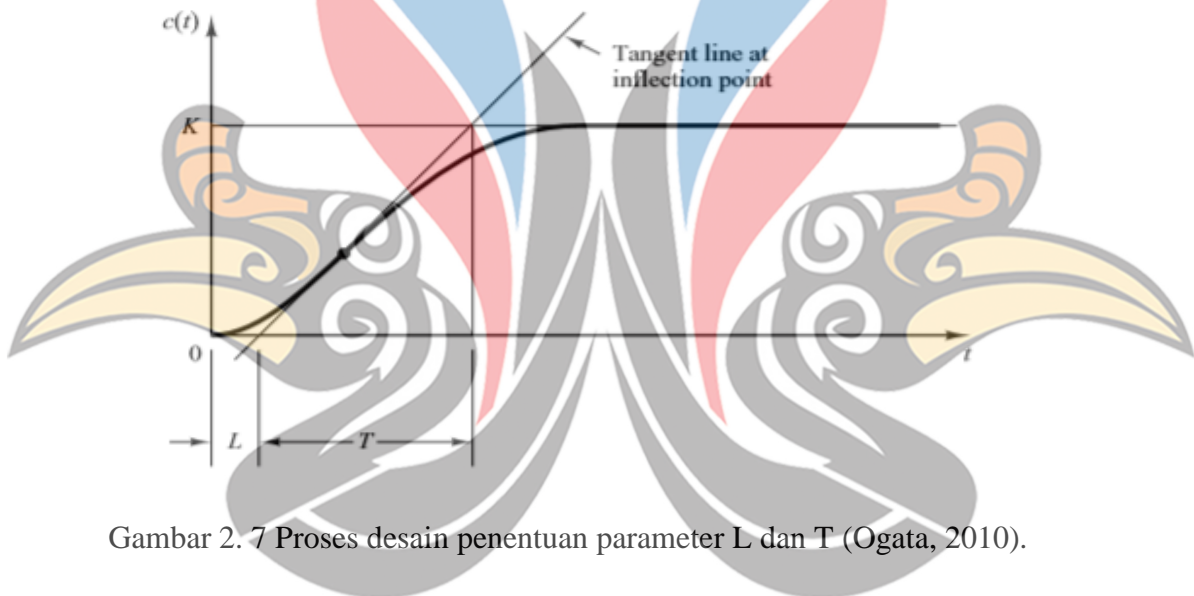 c(t)
Tangent line at
inflection point
K
0
t
L
T
Gambar 2. 7 Proses desain penentuan parameter L dan T (Ogata, 2010).